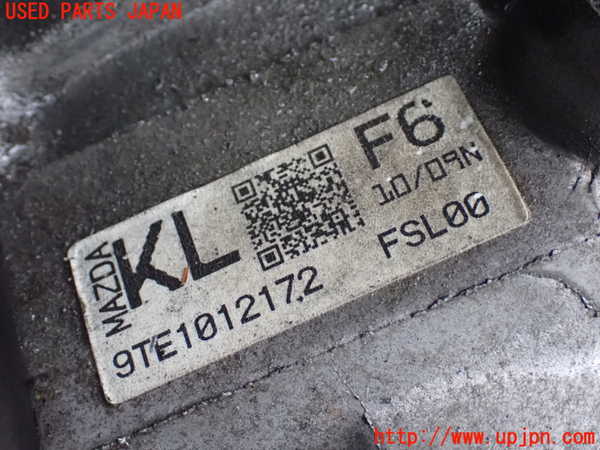 USED PARTS JAPAN
MAZDA
KL
F6
10/09N
FSL00
9TE1012172
http://www.upjpn.com/